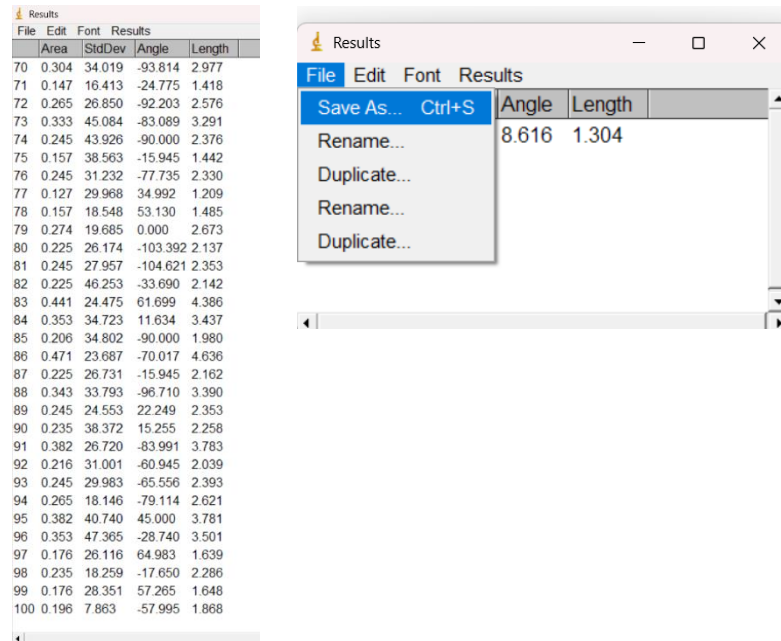 Results
File Edit Font Results
Area StdDev Angle Length
70 0.304 34.019 -93.814 2.977
71 0.147 16.413 -24.775 1.418
72 0.265 26.850 -92.203 2.576
73 0.333 45.084 -83.089 3.291
74 0.245 43.926 -90.000 2.376
75 0.157 38.563 -15.945 1.442
76 0.245 31.232 -77.735 2.330
77 0.127 29.968 34.992 1.209
78 0.157 18.548 53.130 1.485
79 0.274 19.685 0.000 2.673
80 0.225 26.174 -103.392 2.137
81 0.245 27.957 -104.621 2.353
82 0.225 46.253 -33.690 2.142
83 0.441 24.475 61.699 4.386
84 0.353 34.723 11.634 3.437
85 0.206 34.802 -90.000 1.980
86 0.471 23.687 -70.017 4.636
87 0.225 26.731 -15.945 2.162
88 0.343 33.793 -96.710 3.390
89 0.245 24.553 22.249 2.353
90 0.235 38.372 15.255 2.258
91 0.382 26.720 -83.991 3.783
92 0.216 31.001 -60.945 2.039
93 0.245 29.983 -65.556 2.393
94 0.265 18.146 -79.114 2.621
95 0.382 40.740 45.000 3.781
96 0.353 47.365 -28.740 3.501
97 0.176 26.116 64.983 1.639
98 0.235 18.259 -17.650 2.286
99 0.176 28.351 57.265 1.648
100 0.196 7.863 -57.995 1.868
Results
File Edit Font Results
Save As... Ctrl+S Angle Length
Rename... 8.616 1.304
Duplicate...
Rename...
Duplicate...